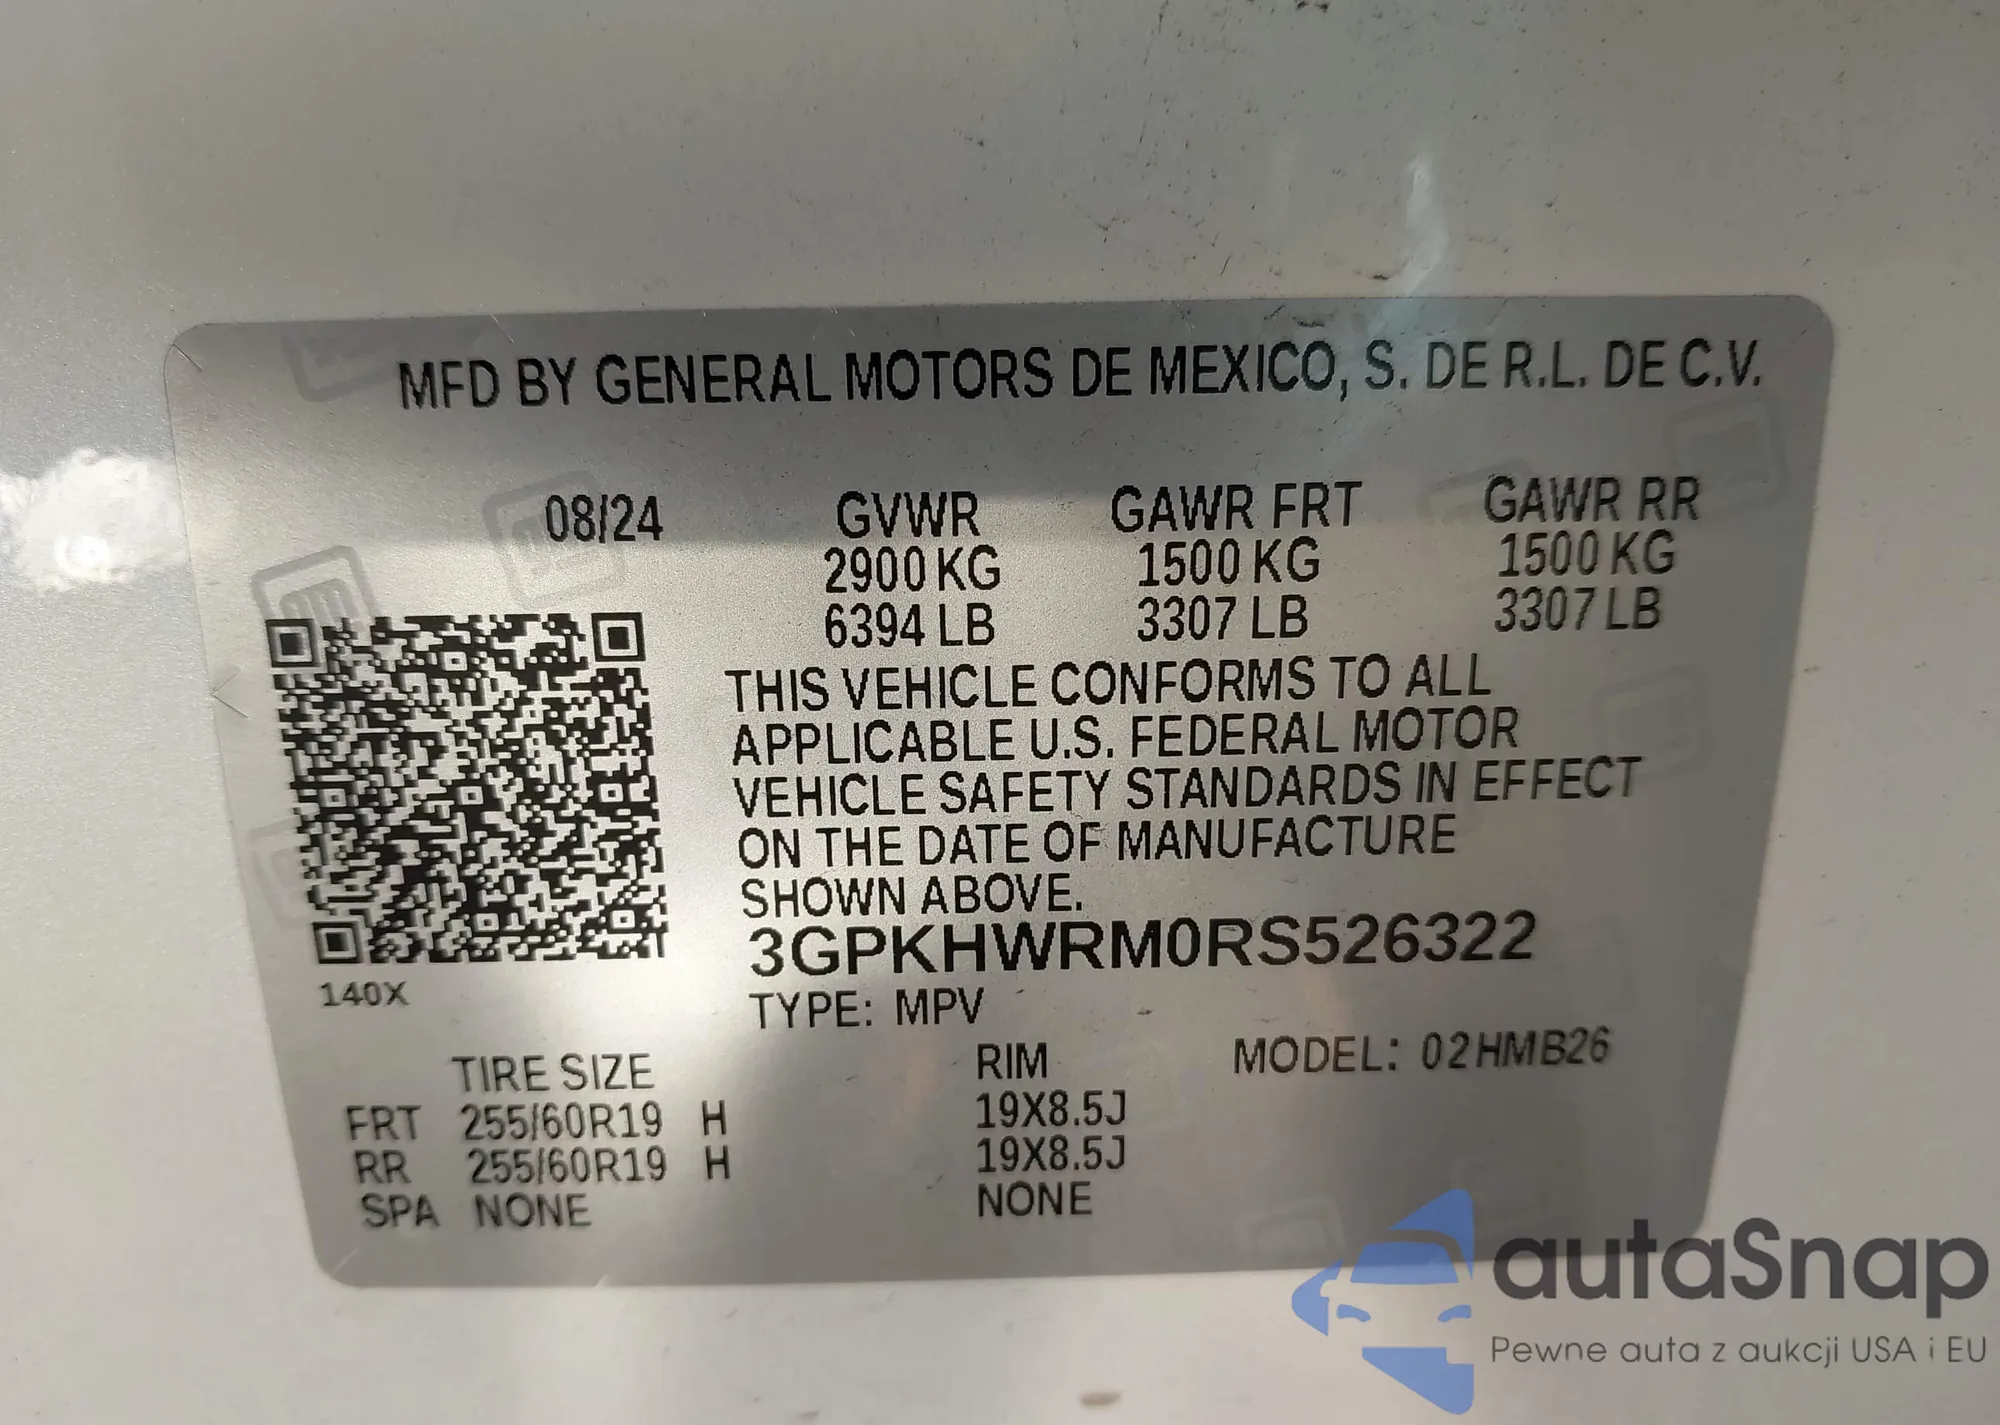 MFD BY GENERAL MOTORS DE MEXICO, S. DE R.L. DE C.V.
08/24 GVWR GAWR FRT GAWR RR
2900 KG 1500 KG 1500 KG
6394 LB 3307 LB 3307 LB
THIS VEHICLE CONFORMS TO ALL
APPLICABLE U.S. FEDERAL MOTOR
VEHICLE SAFETY STANDARDS IN EFFECT
ON THE DATE OF MANUFACTURE
SHOWN ABOVE.
3GPKHWRM0RS526322
140X
TYPE: MPV
TIRE SIZE RIM MODEL: 02HMB26
FRT 255/60R19 H 19X8.5J
RR 255/60R19 H 19X8.5J
SPA NONE NONE
autaSnap
Pewne auta z aukcji USA i EU